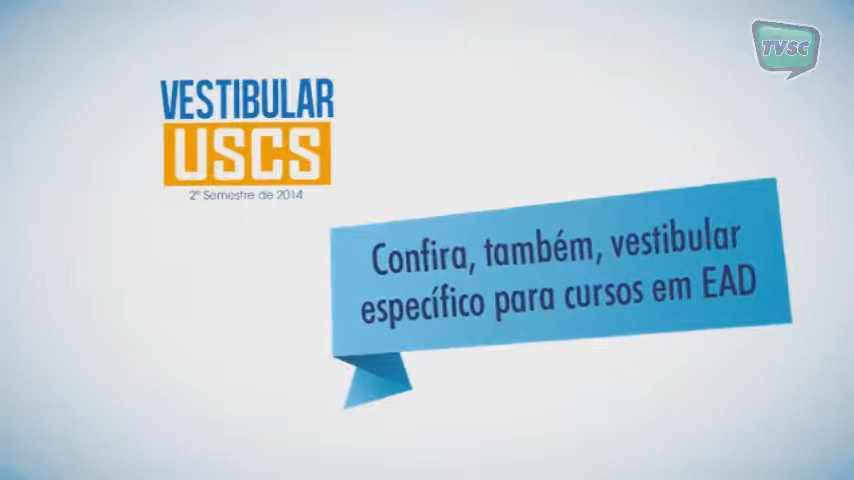 TVSC
VESTIBULAR
USCS
2º Semestre de 2014
Confira, também, vestibular
específico para cursos em EAD